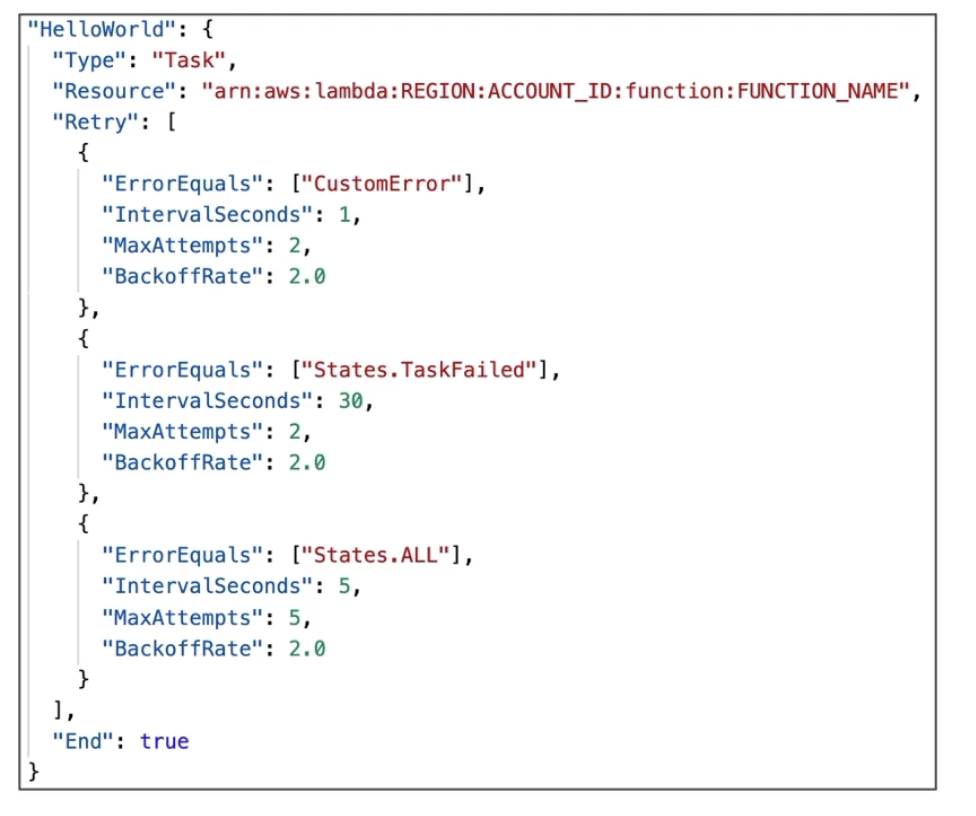 "HelloWorld": {
  "Type": "Task",
  "Resource": "arn:aws:lambda:REGION:ACCOUNT_ID:function:FUNCTION_NAME",
  "Retry": [
    {
      "ErrorEquals": ["CustomError"],
      "IntervalSeconds": 1,
      "MaxAttempts": 2,
      "BackoffRate": 2.0
    },
    {
      "ErrorEquals": ["States.TaskFailed"],
      "IntervalSeconds": 30,
      "MaxAttempts": 2,
      "BackoffRate": 2.0
    },
    {
      "ErrorEquals": ["States.ALL"],
      "IntervalSeconds": 5,
      "MaxAttempts": 5,
      "BackoffRate": 2.0
    }
  ],
  "End": true
}